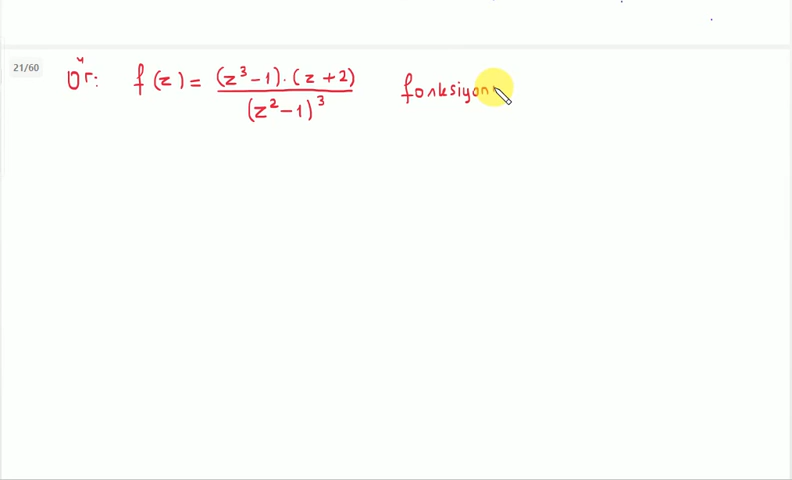 21/60
Ör: f(z) = (z³-1).(z+2) / (z²-1)³ fonksiyon